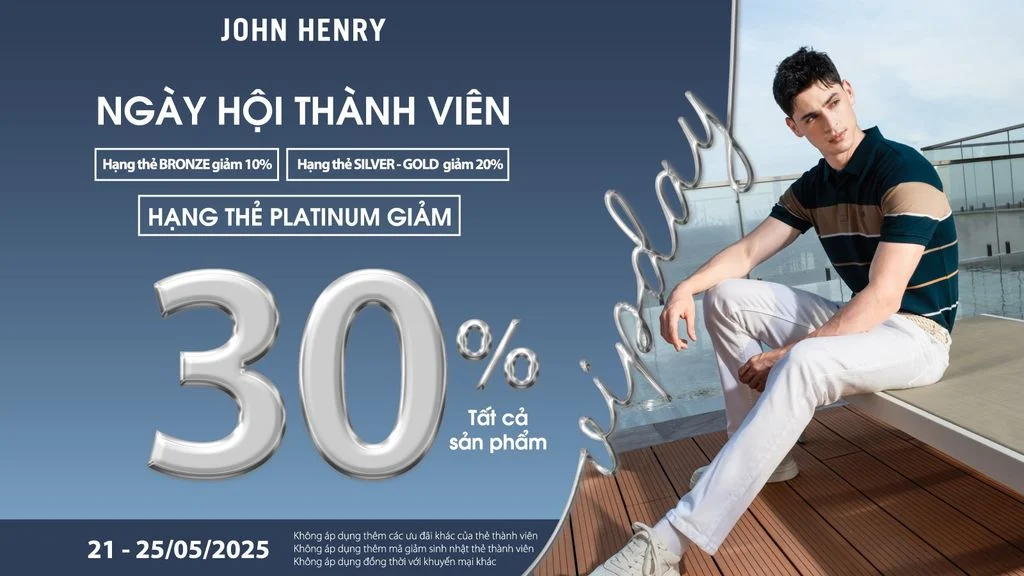 JOHN HENRY
NGÀY HỘI THÀNH VIÊN
Hạng thẻ BRONZE giảm 10%
Hạng thẻ SILVER - GOLD giảm 20%
HẠNG THẺ PLATINUM GIẢM
30%
Tất cả
sản phẩm
vipday
21 - 25/05/2025
Không áp dụng thêm các ưu đãi khác của thẻ thành viên
Không áp dụng thêm mã giảm sinh nhật thẻ thành viên
Không áp dụng đồng thời với khuyến mại khác